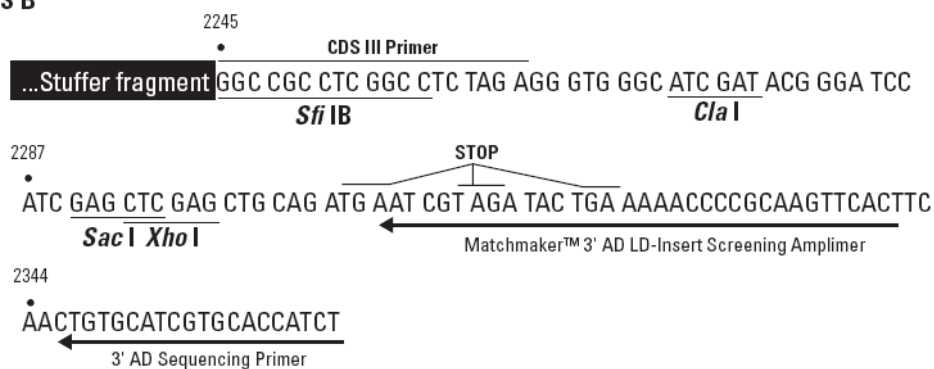 S B
2245
CDS III Primer
...Stuffer fragment GGC CGC CTC GGC CTC TAG AGG GTG GGC ATC GAT ACG GGA TCC
Sfi IB Cla I
2287
STOP
ATC GAG CTC GAG CTG CAG ATG AAT CGT AGA TAC TGA AAAACCCCGCAAGTTCACTTC
Sac I Xho I
Matchmaker™ 3' AD LD-Insert Screening Amplimer
2344
AACTGTGCATCGTGCACCATCT
3' AD Sequencing Primer